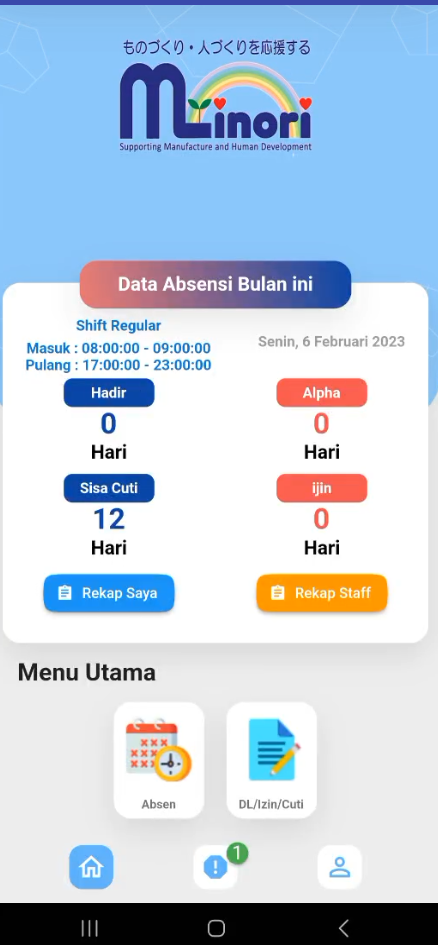 ものづくり・人づくりを応援する
Minori
Supporting Manufacture and Human Development
Data Absensi Bulan ini
Shift Regular
Masuk : 08:00:00 - 09:00:00
Pulang : 17:00:00 - 23:00:00
Senin, 6 Februari 2023
Hadir
0
Hari
Alpha
0
Hari
Sisa Cuti
12
Hari
ijin
0
Hari
Rekap Saya
Rekap Staff
Menu Utama
Absen
DL/Izin/Cuti
1